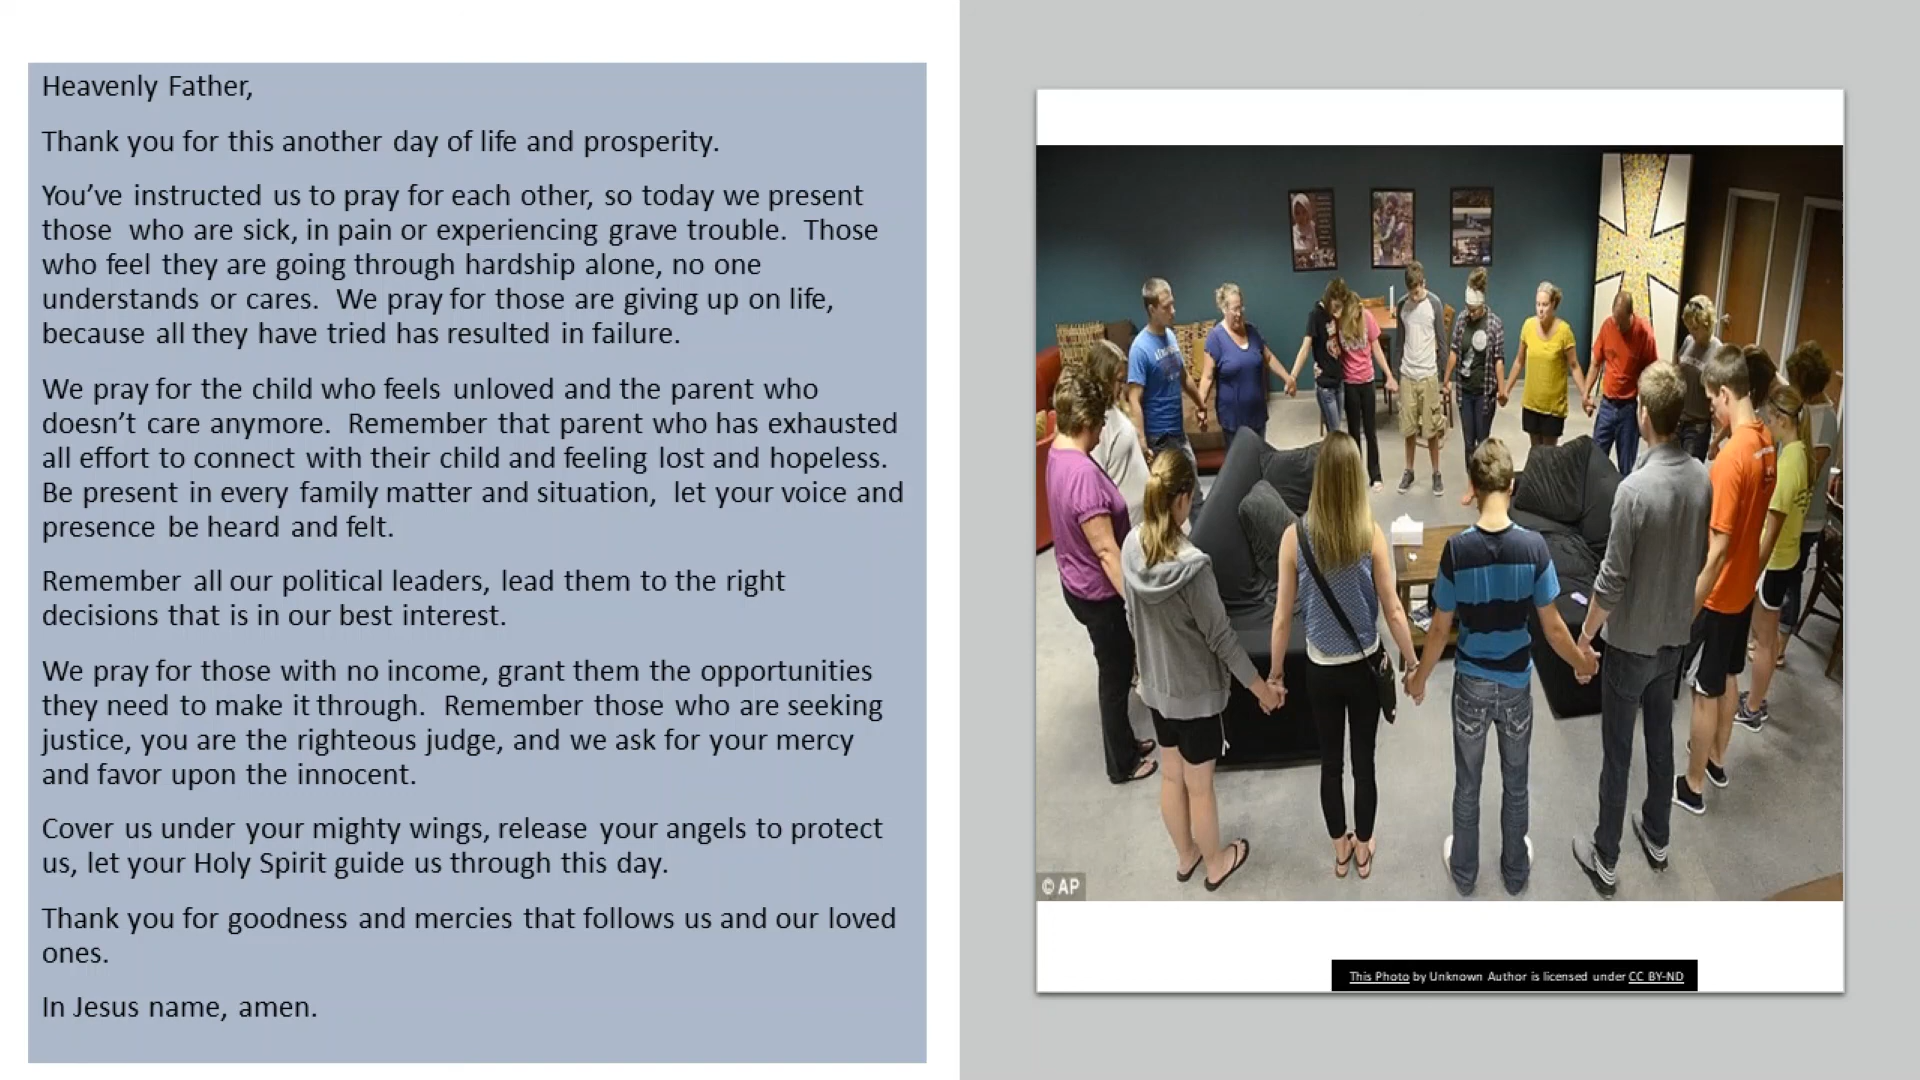 Heavenly Father,
Thank you for this another day of life and prosperity.
You’ve instructed us to pray for each other, so today we present
those who are sick, in pain or experiencing grave trouble. Those
who feel they are going through hardship alone, no one
understands or cares. We pray for those are giving up on life,
because all they have tried has resulted in failure.
We pray for the child who feels unloved and the parent who
doesn’t care anymore. Remember that parent who has exhausted
all effort to connect with their child and feeling lost and hopeless.
Be present in every family matter and situation, let your voice and
presence be heard and felt.
Remember all our political leaders, lead them to the right
decisions that is in our best interest.
We pray for those with no income, grant them the opportunities
they need to make it through. Remember those who are seeking
justice, you are the righteous judge, and we ask for your mercy
and favor upon the innocent.
Cover us under your mighty wings, release your angels to protect
us, let your Holy Spirit guide us through this day.
Thank you for goodness and mercies that follows us and our loved
ones.
In Jesus name, amen.
© AP
This Photo by Unknown Author is licensed under CC BY-ND